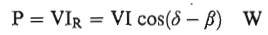 P = VI_R = VI cos(δ − β) W